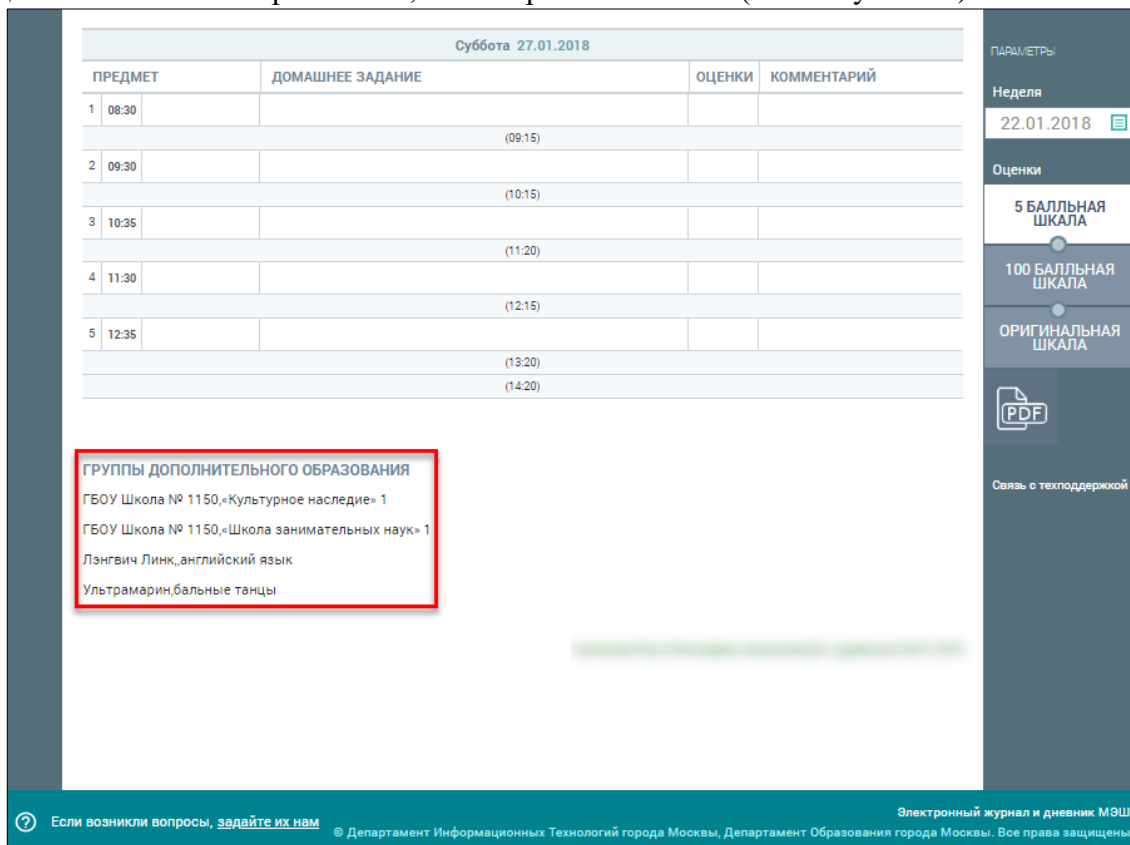 Суббота 27.01.2018
ПРЕДМЕТ ДОМАШНЕЕ ЗАДАНИЕ ОЦЕНКИ КОММЕНТАРИЙ
1 08:30
(09:15)
2 09:30
(10:15)
3 10:35
(11:20)
4 11:30
(12:15)
5 12:35
(13:20)
(14:20)
ГРУППЫ ДОПОЛНИТЕЛЬНОГО ОБРАЗОВАНИЯ
ГБОУ Школа № 1150,«Культурное наследие» 1
ГБОУ Школа № 1150,«Школа занимательных наук» 1
Лэнгвич Линк,,английский язык
Ультрамарин,бальные танцы
ПАРАМЕТРЫ
Неделя
22.01.2018
Оценки
5 БАЛЛЬНАЯ
ШКАЛА
100 БАЛЛЬНАЯ
ШКАЛА
ОРИГИНАЛЬНАЯ
ШКАЛА
PDF
Связь с техподдержкой
? Если возникли вопросы, задайте их нам
Электронный журнал и дневник МЭШ
© Департамент Информационных Технологий города Москвы, Департамент Образования города Москвы. Все права защищены